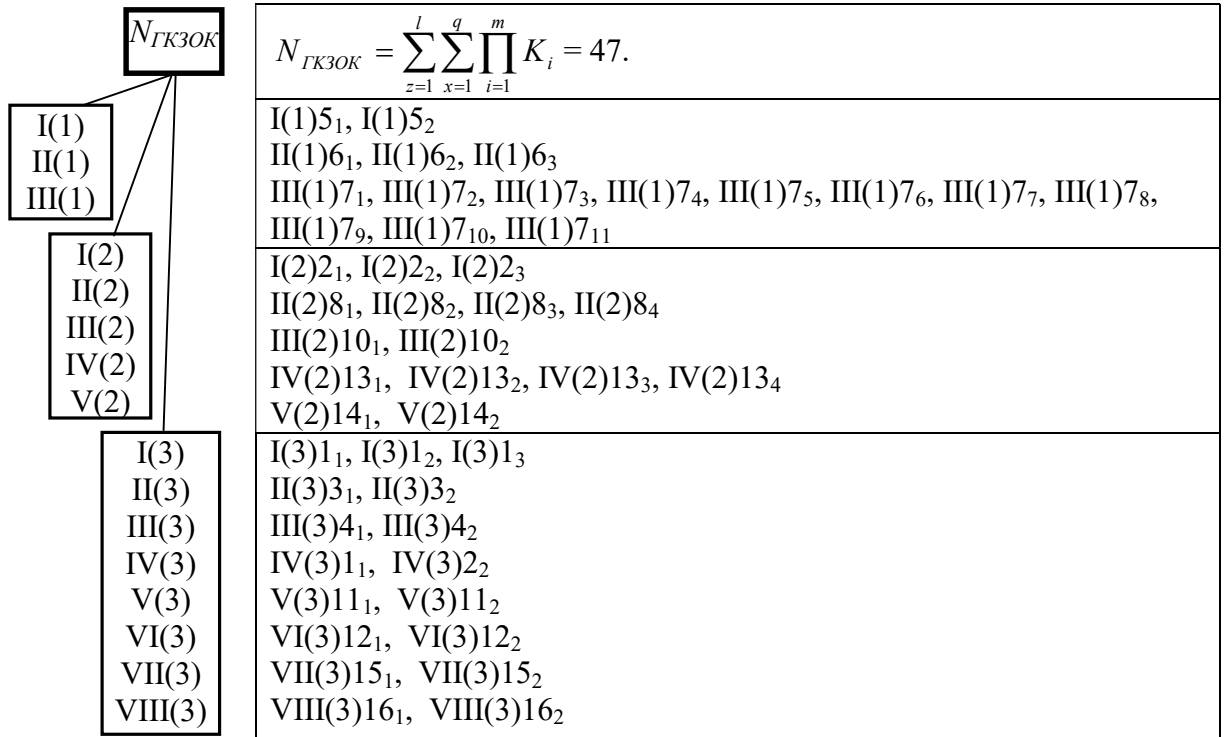 N_ГКЗОК
N_ГКЗОК = \sum_{z=1}^{l} \sum_{x=1}^{q} \prod_{i=1}^{m} K_i = 47.
I(1)
II(1)
III(1)
I(1)5₁, I(1)5₂
II(1)6₁, II(1)6₂, II(1)6₃
III(1)7₁, III(1)7₂, III(1)7₃, III(1)7₄, III(1)7₅, III(1)7₆, III(1)7₇, III(1)7₈,
III(1)7₉, III(1)7₁₀, III(1)7₁₁
I(2)
II(2)
III(2)
IV(2)
V(2)
I(2)2₁, I(2)2₂, I(2)2₃
II(2)8₁, II(2)8₂, II(2)8₃, II(2)8₄
III(2)10₁, III(2)10₂
IV(2)13₁, IV(2)13₂, IV(2)13₃, IV(2)13₄
V(2)14₁, V(2)14₂
I(3)
II(3)
III(3)
IV(3)
V(3)
VI(3)
VII(3)
VIII(3)
I(3)1₁, I(3)1₂, I(3)1₃
II(3)3₁, II(3)3₂
III(3)4₁, III(3)4₂
IV(3)1₁, IV(3)2₂
V(3)11₁, V(3)11₂
VI(3)12₁, VI(3)12₂
VII(3)15₁, VII(3)15₂
VIII(3)16₁, VIII(3)16₂